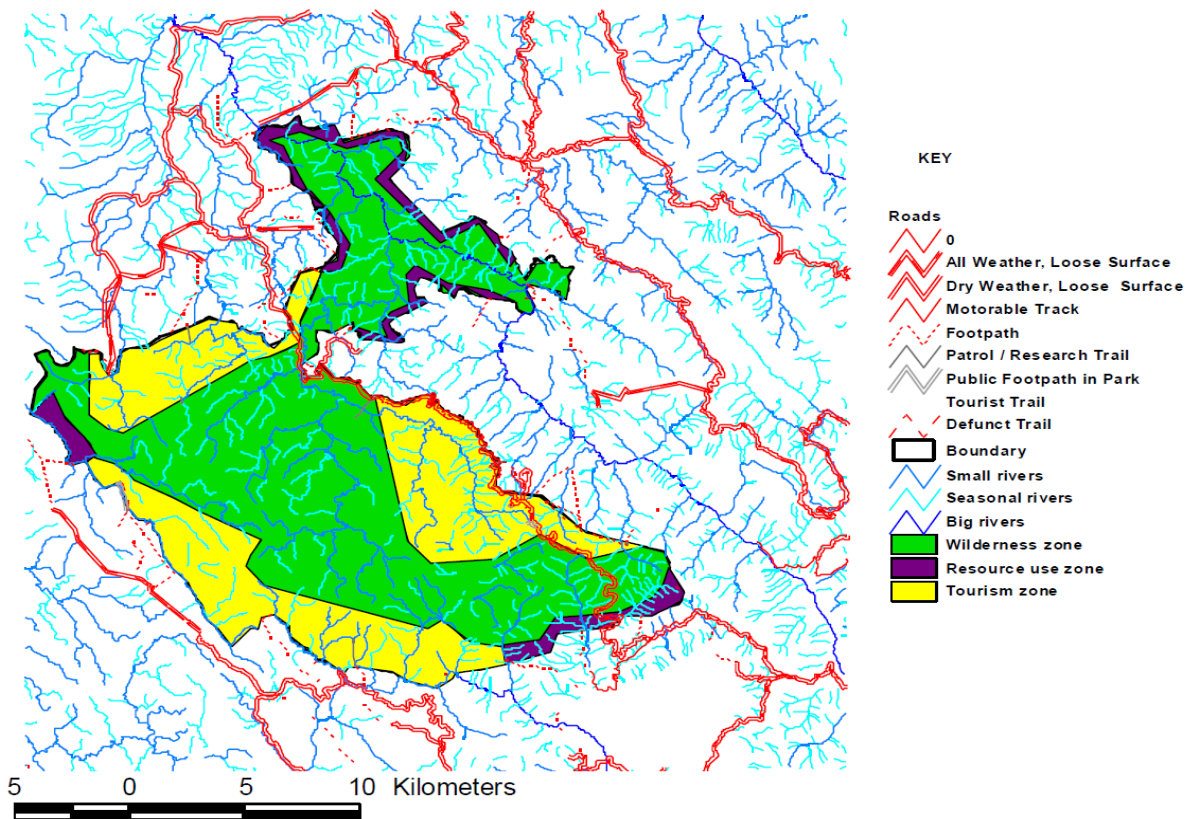 KEY
Roads
0
All Weather, Loose Surface
Dry Weather, Loose Surface
Motorable Track
Footpath
Patrol / Research Trail
Public Footpath in Park
Tourist Trail
Defunct Trail
Boundary
Small rivers
Seasonal rivers
Big rivers
Wilderness zone
Resource use zone
Tourism zone
5 0 5 10 Kilometers